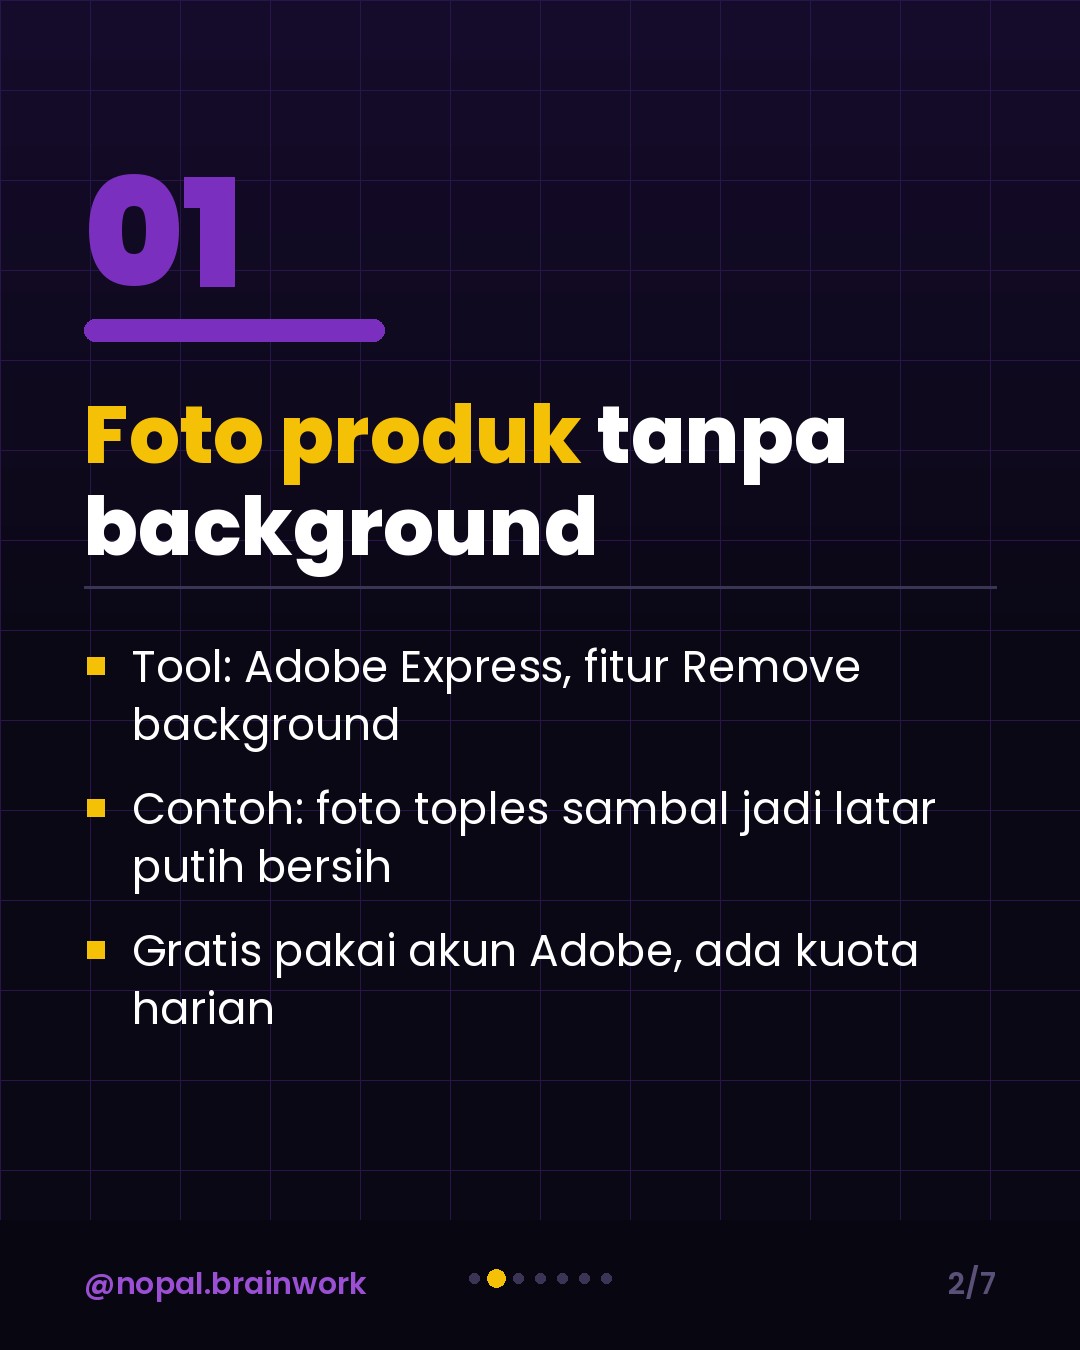 01
Foto produk tanpa
background
Tool: Adobe Express, fitur Remove
background
Contoh: foto toples sambal jadi latar
putih bersih
Gratis pakai akun Adobe, ada kuota
harian
@nopal.brainwork
2/7